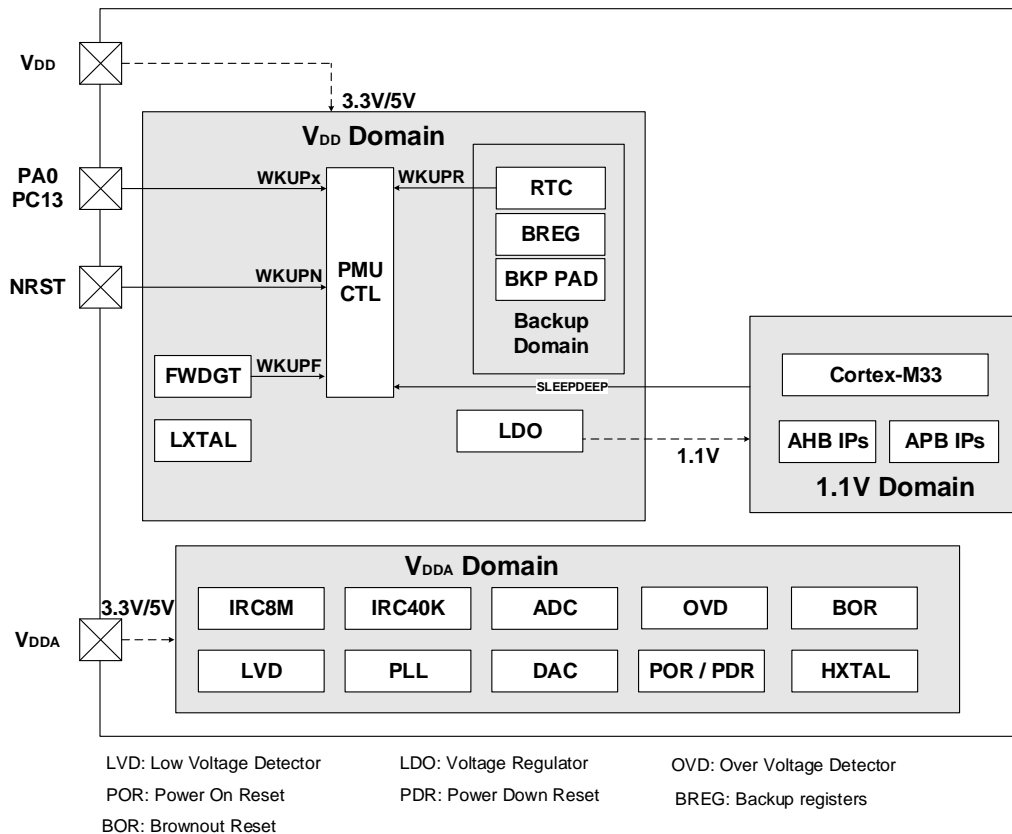 VDD
3.3V/5V
VDD Domain
PA0
PC13
WKUPx
WKUPR
RTC
BREG
BKP PAD
Backup
Domain
NRST
WKUPN
PMU
CTL
FWDGT
WKUPF
SLEEPDEEP
LXTAL
LDO
1.1V
Cortex-M33
AHB IPs
APB IPs
1.1V Domain
VDDA Domain
3.3V/5V
VDDA
IRC8M
IRC40K
ADC
OVD
BOR
LVD
PLL
DAC
POR / PDR
HXTAL
LVD: Low Voltage Detector
LDO: Voltage Regulator
OVD: Over Voltage Detector
POR: Power On Reset
PDR: Power Down Reset
BREG: Backup registers
BOR: Brownout Reset